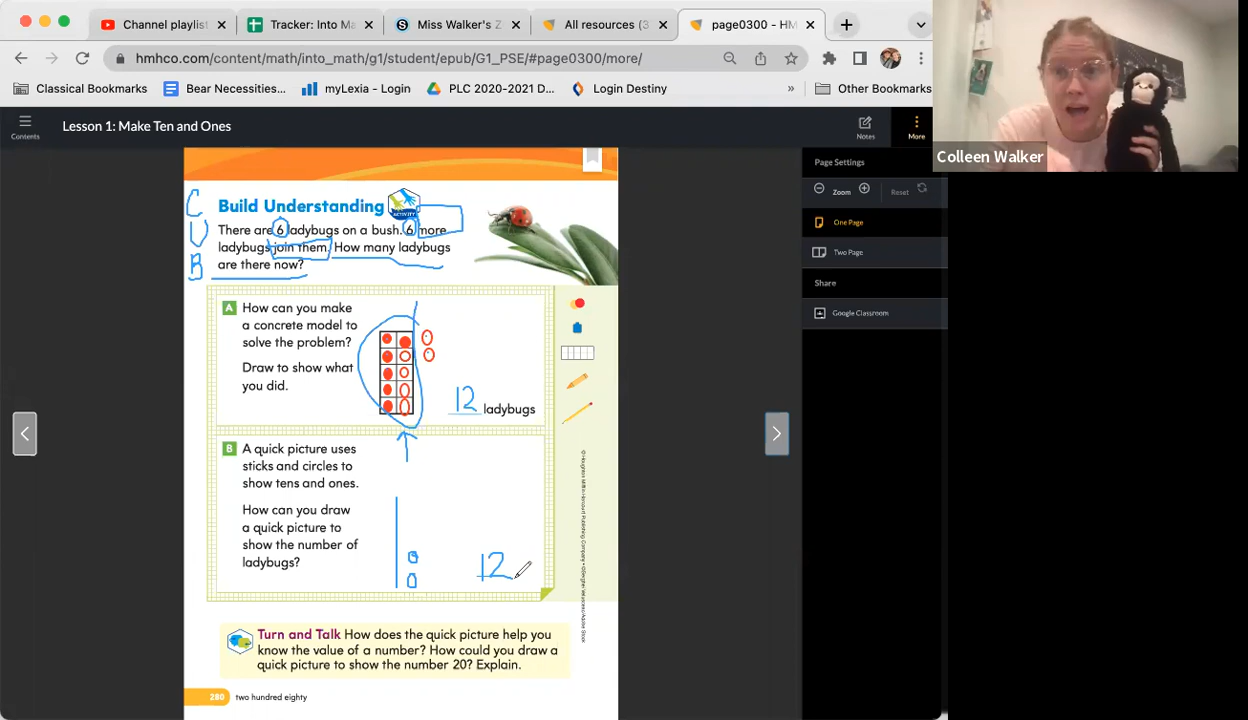 Channel playlist
Tracker: Into Ma
Miss Walker's Z
All resources (3
page0300 - HM
hmhco.com/content/math/into_math/g1/student/epub/G1_PSE/#page0300/more/
Classical Bookmarks
Bear Necessities...
myLexia - Login
PLC 2020-2021 D...
Login Destiny
»
Other Bookmarks
Contents
Lesson 1: Make Ten and Ones
Notes
More
Colleen Walker
Page Settings
Zoom
Reset
One Page
Two Page
Share
Google Classroom
C
U
B
Build Understanding
ACTIVITY
There are 6 ladybugs on a bush. 6 more
ladybugs join them. How many ladybugs
are there now?
A How can you make
a concrete model to
solve the problem?
Draw to show what
you did.
12 ladybugs
B A quick picture uses
sticks and circles to
show tens and ones.
How can you draw
a quick picture to
show the number of
ladybugs?
12
Turn and Talk How does the quick picture help you
know the value of a number? How could you draw a
quick picture to show the number 20? Explain.
280 two hundred eighty